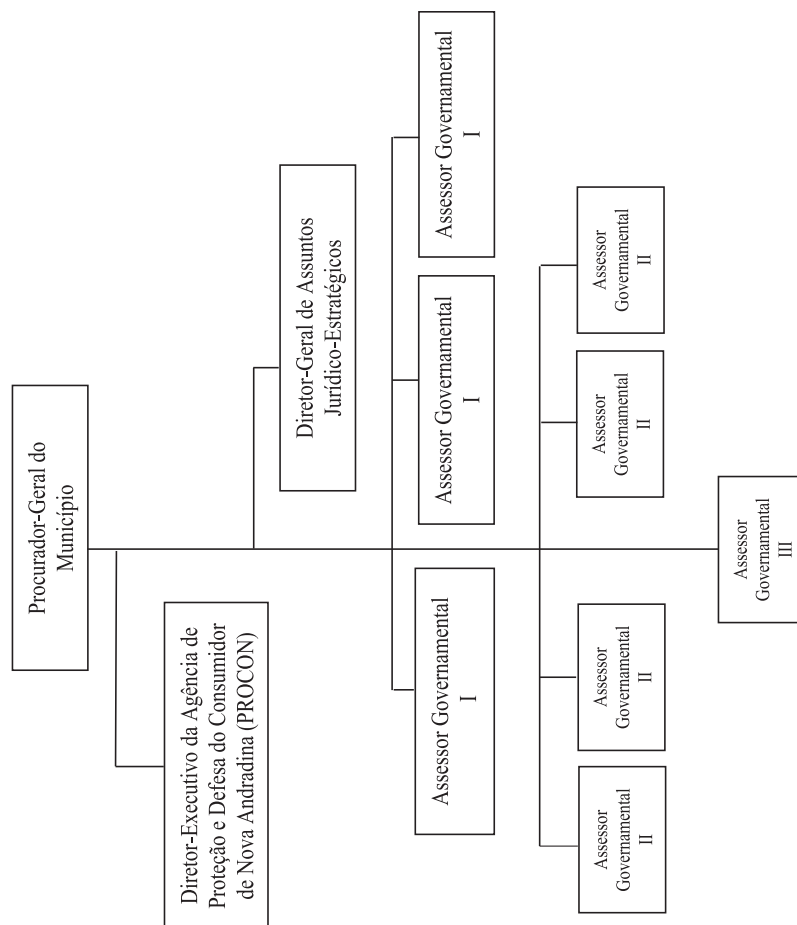 Procurador-Geral do
Município
Diretor-Executivo da Agência de
Proteção e Defesa do Consumidor
de Nova Andradina (PROCON)
Diretor-Geral de Assuntos
Jurídico-Estratégicos
Assessor Governamental
I
Assessor Governamental
I
Assessor Governamental
I
Assessor
Governamental
II
Assessor
Governamental
II
Assessor
Governamental
II
Assessor
Governamental
II
Assessor
Governamental
III